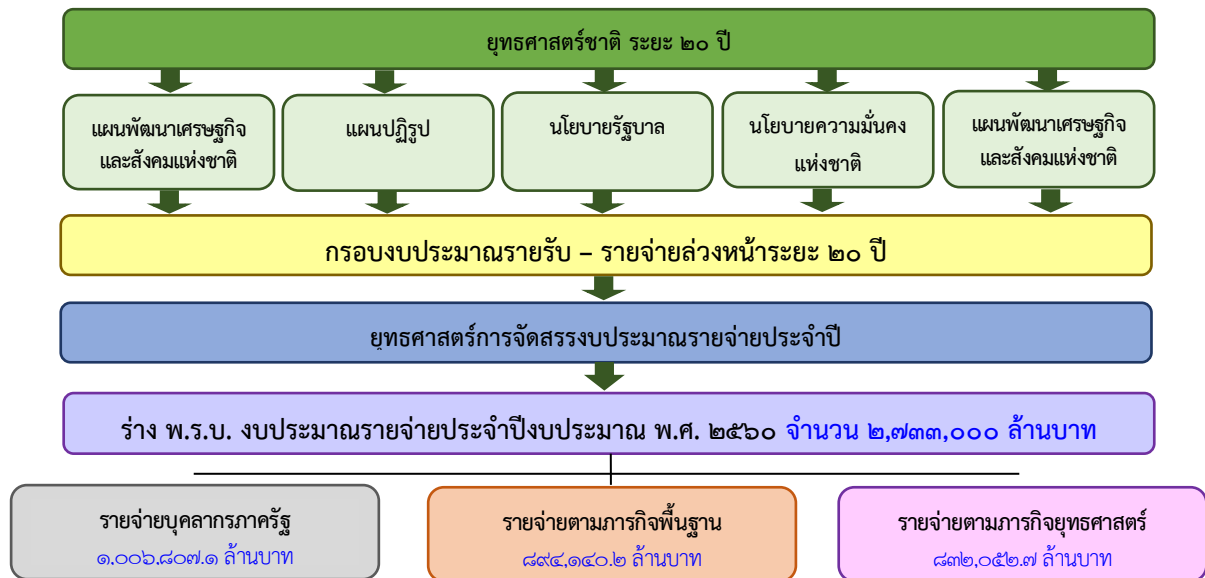 ยุทธศาสตร์ชาติ ระยะ ๒๐ ปี
แผนพัฒนาเศรษฐกิจ
และสังคมแห่งชาติ
แผนปฏิรูป
นโยบายรัฐบาล
นโยบายความมั่นคง
แห่งชาติ
แผนพัฒนาเศรษฐกิจ
และสังคมแห่งชาติ
กรอบงบประมาณรายรับ – รายจ่ายล่วงหน้าระยะ ๒๐ ปี
ยุทธศาสตร์การจัดสรรงบประมาณรายจ่ายประจำปี
ร่าง พ.ร.บ. งบประมาณรายจ่ายประจำปีงบประมาณ พ.ศ. ๒๕๖๐ จำนวน ๒,๗๓๓,๐๐๐ ล้านบาท
รายจ่ายบุคลากรภาครัฐ
๑,๐๐๖,๘๐๗.๑ ล้านบาท
รายจ่ายตามภารกิจพื้นฐาน
๘๙๔,๑๔๐.๒ ล้านบาท
รายจ่ายตามภารกิจยุทธศาสตร์
๘๓๒,๐๕๒.๗ ล้านบาท